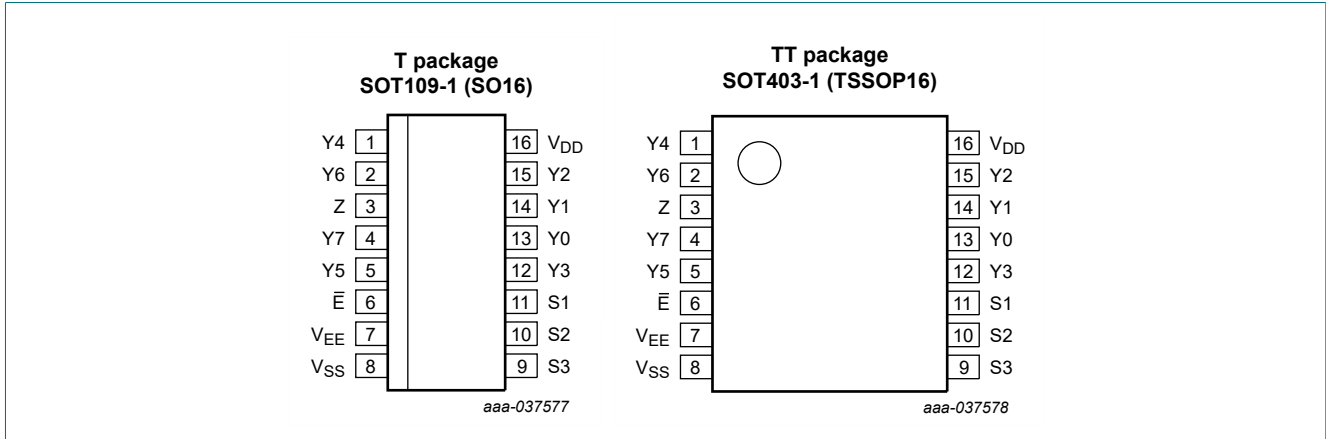 T package
SOT109-1 (SO16)
Y4 1 16 VDD
Y6 2 15 Y2
Z 3 14 Y1
Y7 4 13 Y0
Y5 5 12 Y3
E̅ 6 11 S1
VEE 7 10 S2
VSS 8 9 S3
aaa-037577
TT package
SOT403-1 (TSSOP16)
Y4 1 16 VDD
Y6 2 15 Y2
Z 3 14 Y1
Y7 4 13 Y0
Y5 5 12 Y3
E̅ 6 11 S1
VEE 7 10 S2
VSS 8 9 S3
aaa-037578